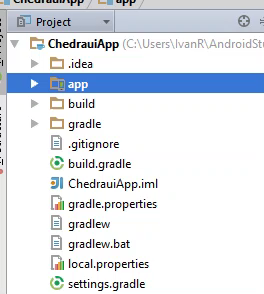 ChedrauiApp app
Project
ChedrauiApp (C:\Users\IvanR\AndroidStu
.idea
app
build
gradle
.gitignore
build.gradle
ChedrauiApp.iml
gradle.properties
gradlew
gradlew.bat
local.properties
settings.gradle